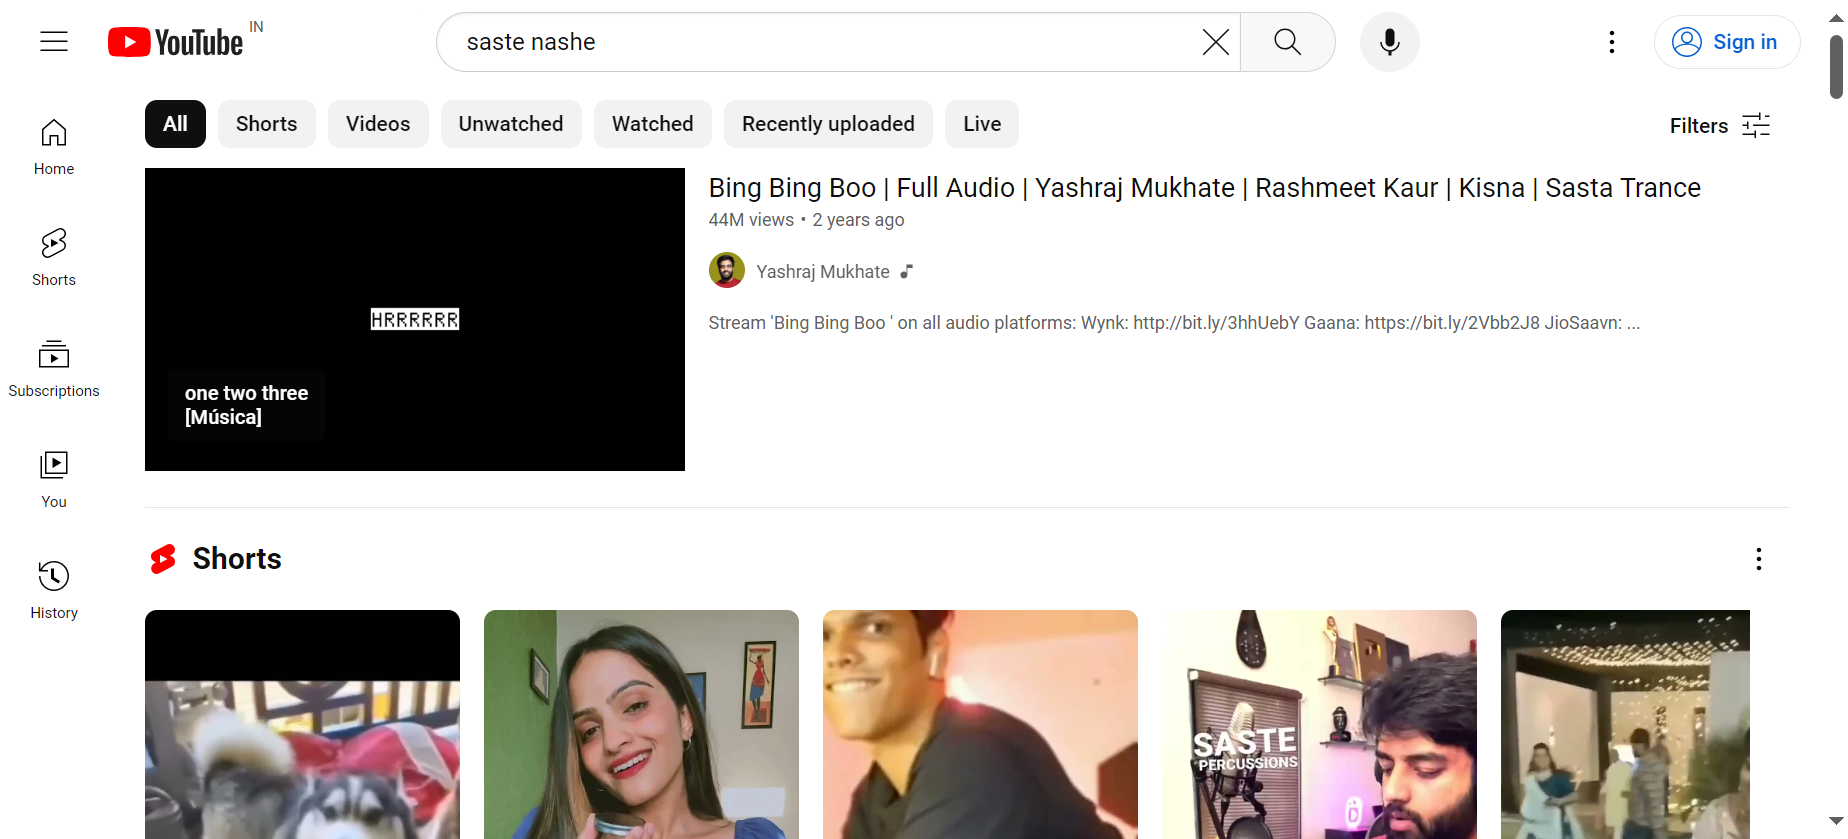 YouTube IN
saste nashe
Sign in
All
Shorts
Videos
Unwatched
Watched
Recently uploaded
Live
Filters
Home
Shorts
Subscriptions
You
History
HRRRRRR
one two three
[Música]
Bing Bing Boo | Full Audio | Yashraj Mukhate | Rashmeet Kaur | Kisna | Sasta Trance
44M views • 2 years ago
Yashraj Mukhate
Stream 'Bing Bing Boo ' on all audio platforms: Wynk: http://bit.ly/3hhUebY Gaana: https://bit.ly/2Vbb2J8 JioSaavn: ...
Shorts
SASTE
PERCUSSIONS